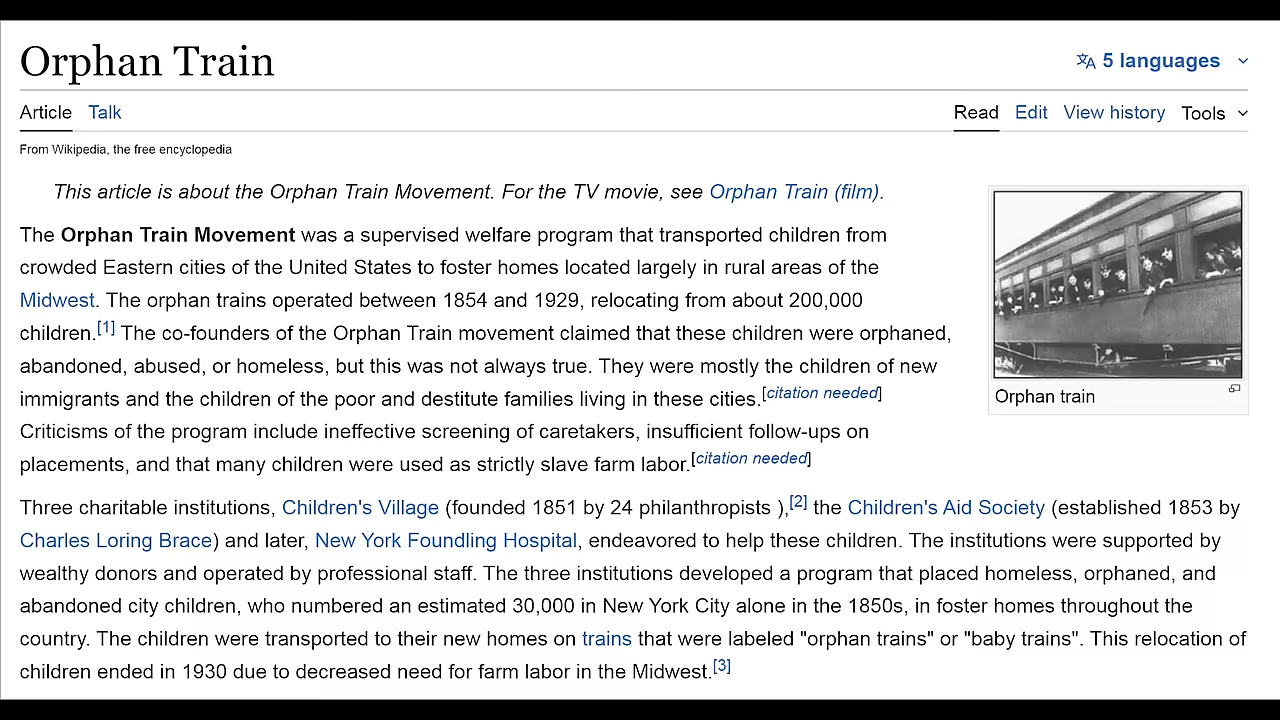 Orphan Train
5 languages
Article Talk
Read Edit View history Tools
From Wikipedia, the free encyclopedia
This article is about the Orphan Train Movement. For the TV movie, see Orphan Train (film).
The Orphan Train Movement was a supervised welfare program that transported children from
crowded Eastern cities of the United States to foster homes located largely in rural areas of the
Midwest. The orphan trains operated between 1854 and 1929, relocating from about 200,000
children.[1] The co-founders of the Orphan Train movement claimed that these children were orphaned,
abandoned, abused, or homeless, but this was not always true. They were mostly the children of new
immigrants and the children of the poor and destitute families living in these cities.[citation needed]
Criticisms of the program include ineffective screening of caretakers, insufficient follow-ups on
placements, and that many children were used as strictly slave farm labor.[citation needed]
Orphan train
Three charitable institutions, Children's Village (founded 1851 by 24 philanthropists ),[2] the Children's Aid Society (established 1853 by
Charles Loring Brace) and later, New York Foundling Hospital, endeavored to help these children. The institutions were supported by
wealthy donors and operated by professional staff. The three institutions developed a program that placed homeless, orphaned, and
abandoned city children, who numbered an estimated 30,000 in New York City alone in the 1850s, in foster homes throughout the
country. The children were transported to their new homes on trains that were labeled "orphan trains" or "baby trains". This relocation of
children ended in 1930 due to decreased need for farm labor in the Midwest.[3]